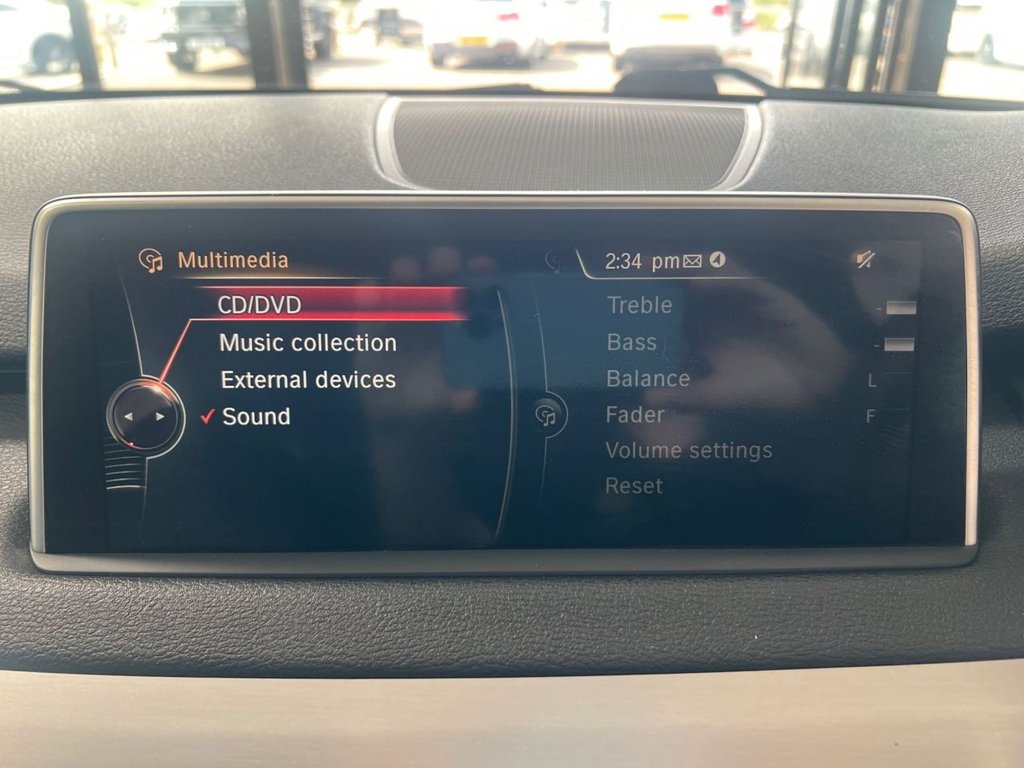 Multimedia
CD/DVD
Music collection
External devices
Sound
2:34 pm
Treble -
Bass -
Balance L
Fader F
Volume settings
Reset